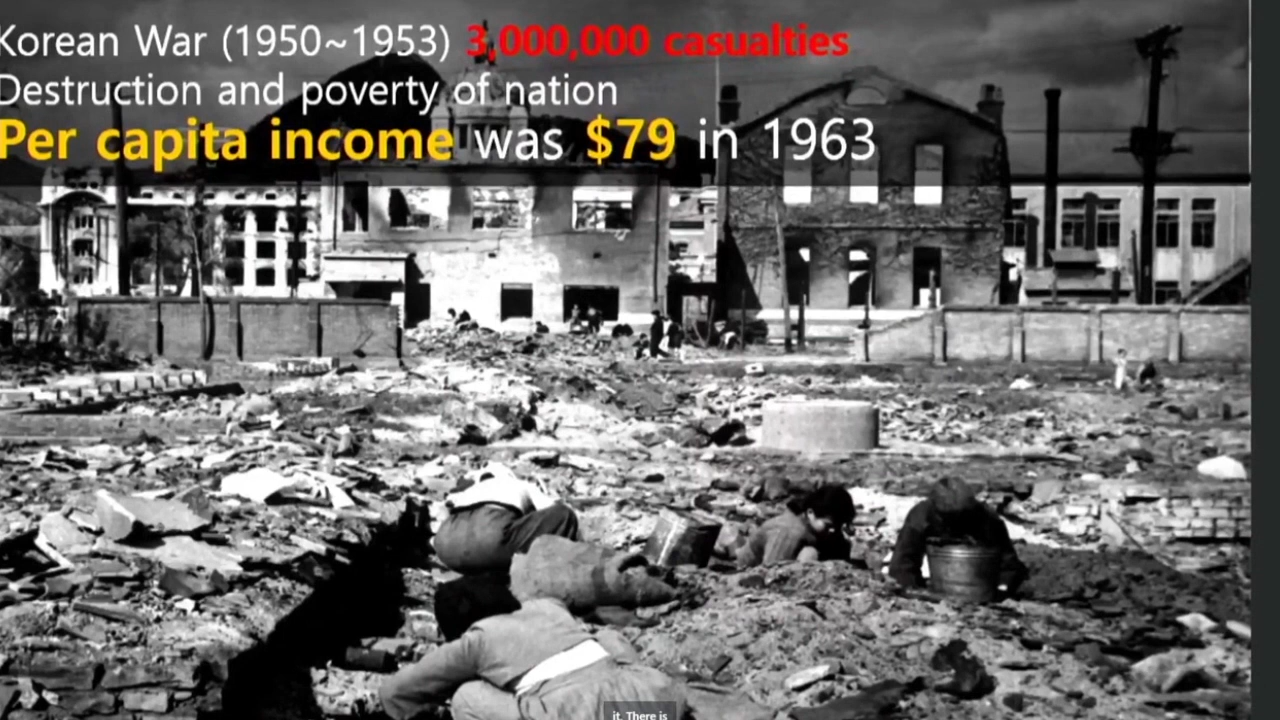 Korean War (1950~1953) 3,000,000 casualties
Destruction and poverty of nation
Per capita income was $79 in 1963
it. There is